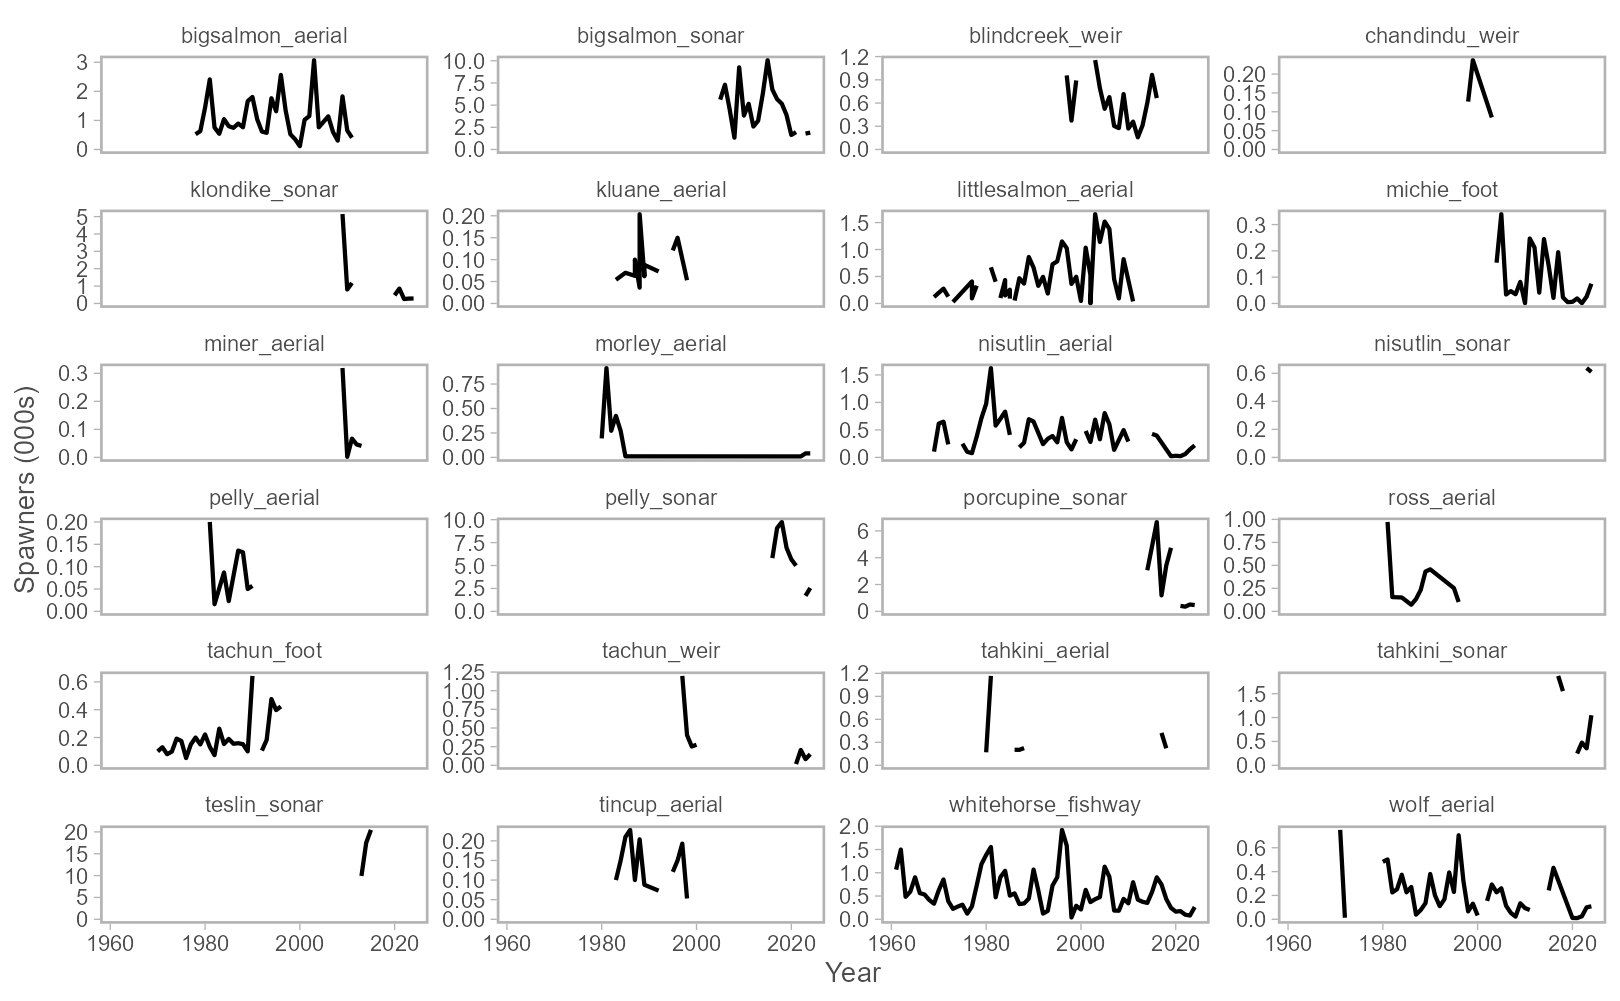 bigsalmon_aerial bigsalmon_sonar blindcreek_weir chandindu_weir
3 2 1 0
10.0 7.5 5.0 2.5 0.0
1.2 0.9 0.6 0.3 0.0
0.20 0.15 0.10 0.05 0.00
klondike_sonar kluane_aerial littlesalmon_aerial michie_foot
5 4 3 2 1 0
0.20 0.15 0.10 0.05 0.00
1.5 1.0 0.5 0.0
0.3 0.2 0.1 0.0
miner_aerial morley_aerial nisutlin_aerial nisutlin_sonar
0.3 0.2 0.1 0.0
0.75 0.50 0.25 0.00
1.5 1.0 0.5 0.0
0.6 0.4 0.2 0.0
Spawners (000s)
pelly_aerial pelly_sonar porcupine_sonar ross_aerial
0.20 0.15 0.10 0.05 0.00
10.0 7.5 5.0 2.5 0.0
6 4 2 0
1.00 0.75 0.50 0.25 0.00
tachun_foot tachun_weir tahkini_aerial tahkini_sonar
0.6 0.4 0.2 0.0
1.25 1.00 0.75 0.50 0.25 0.00
1.2 0.9 0.6 0.3 0.0
1.5 1.0 0.5 0.0
teslin_sonar tincup_aerial whitehorse_fishway wolf_aerial
20 15 10 5 0
0.20 0.15 0.10 0.05 0.00
2.0 1.5 1.0 0.5 0.0
0.6 0.4 0.2 0.0
1960 1980 2000 2020 1960 1980 2000 2020 1960 1980 2000 2020 1960 1980 2000 2020
Year